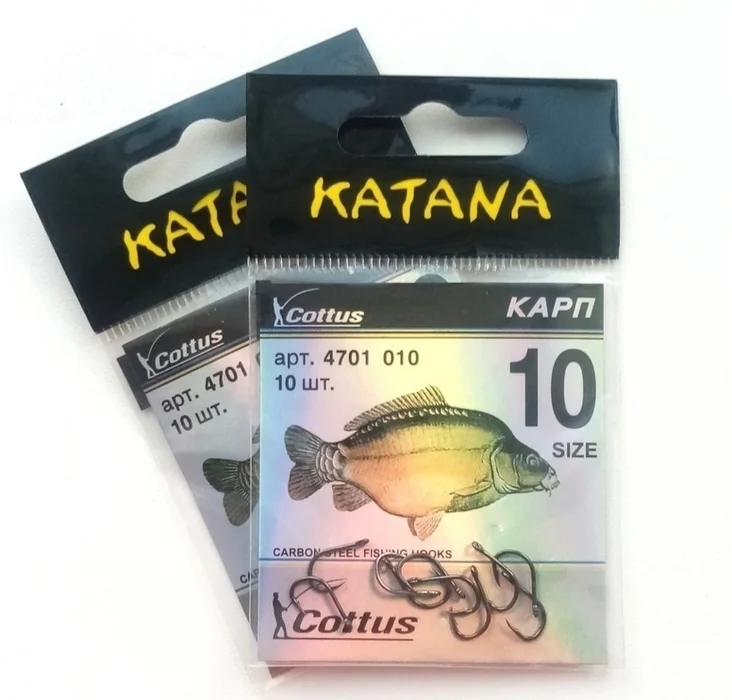 KATANA
Cottus
КАРП
арт. 4701 010
10 шт.
10
SIZE
CARBON STEEL FISHING HOOKS
Cottus
KATA
Cottus
арт. 4701
10 шт.